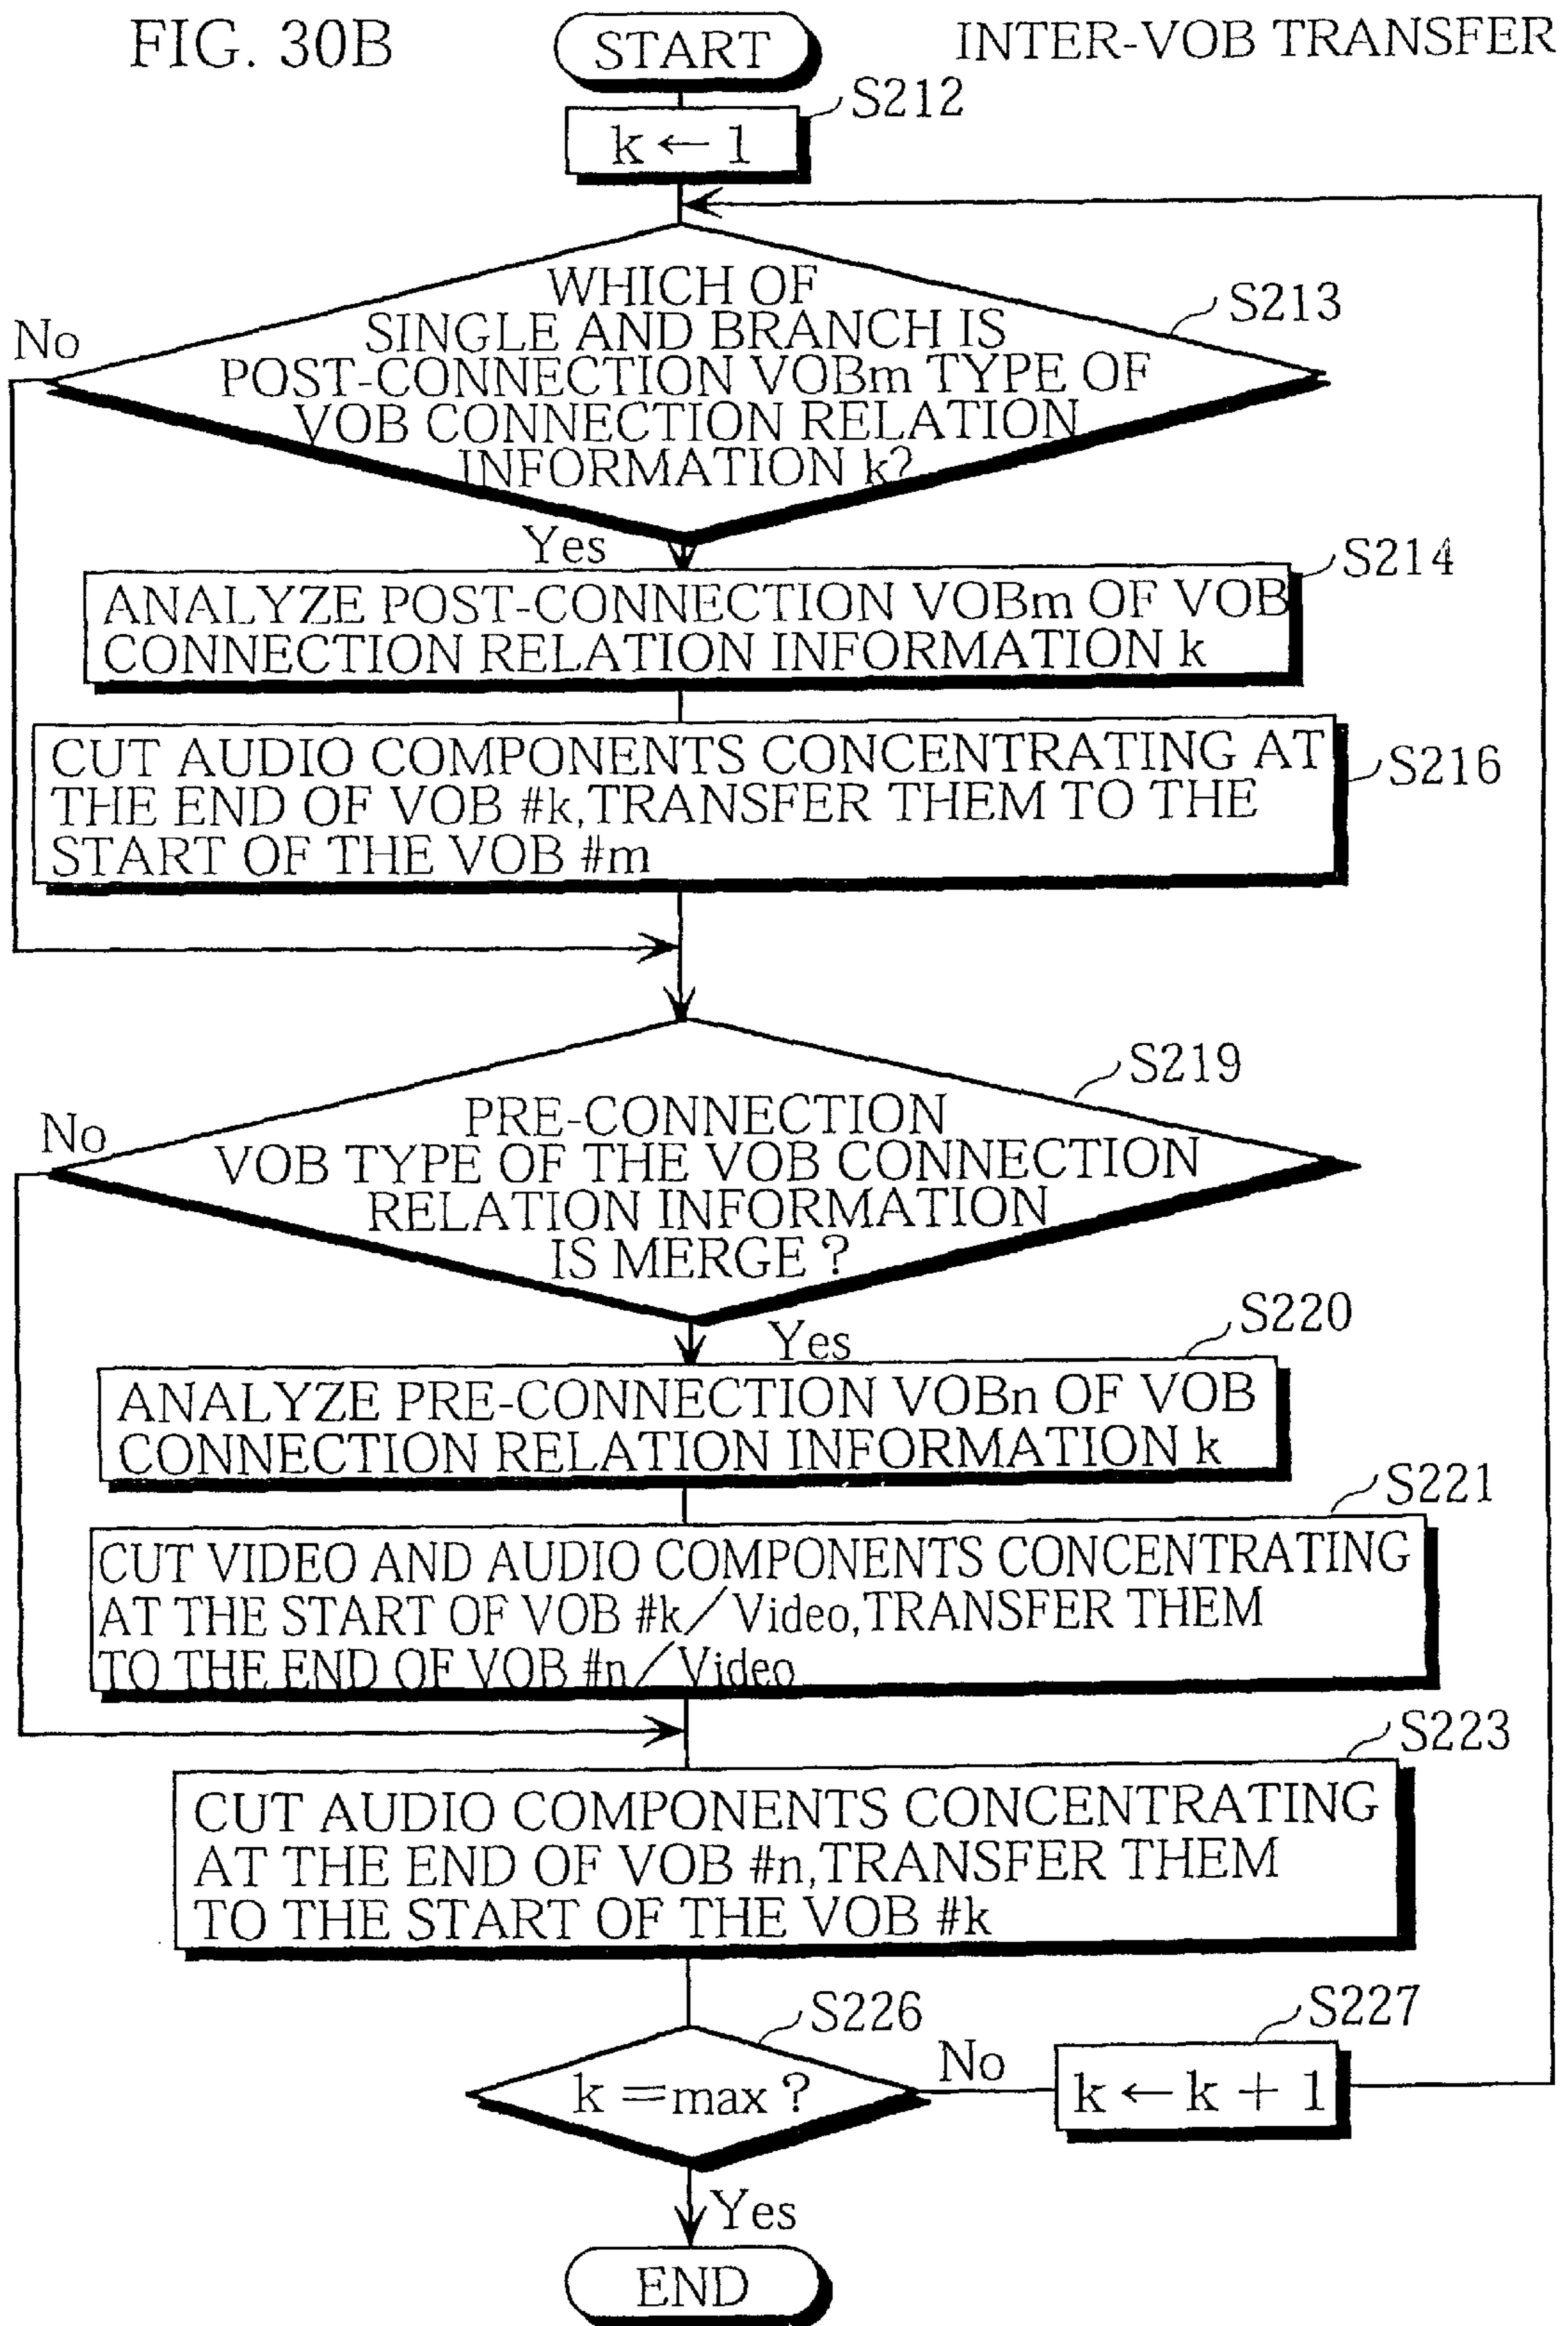 FIG. 30B
START
INTER-VOB TRANSFER
S212
k ← 1
WHICH OF
SINGLE AND BRANCH IS
POST-CONNECTION VOBm TYPE OF
VOB CONNECTION RELATION
INFORMATION k?
S213
No
Yes
S214
ANALYZE POST-CONNECTION VOBm OF VOB
CONNECTION RELATION INFORMATION k
CUT AUDIO COMPONENTS CONCENTRATING AT
THE END OF VOB #k,TRANSFER THEM TO THE
START OF THE VOB #m
S216
S219
PRE-CONNECTION
VOB TYPE OF THE VOB CONNECTION
RELATION INFORMATION
IS MERGE ?
No
Yes
S220
ANALYZE PRE-CONNECTION VOBn OF VOB
CONNECTION RELATION INFORMATION k
S221
CUT VIDEO AND AUDIO COMPONENTS CONCENTRATING
AT THE START OF VOB #k/Video,TRANSFER THEM
TO THE END OF VOB #n/Video
S223
CUT AUDIO COMPONENTS CONCENTRATING
AT THE END OF VOB #n,TRANSFER THEM
TO THE START OF THE VOB #k
S226
k =max ?
No
S227
k ← k + 1
Yes
END